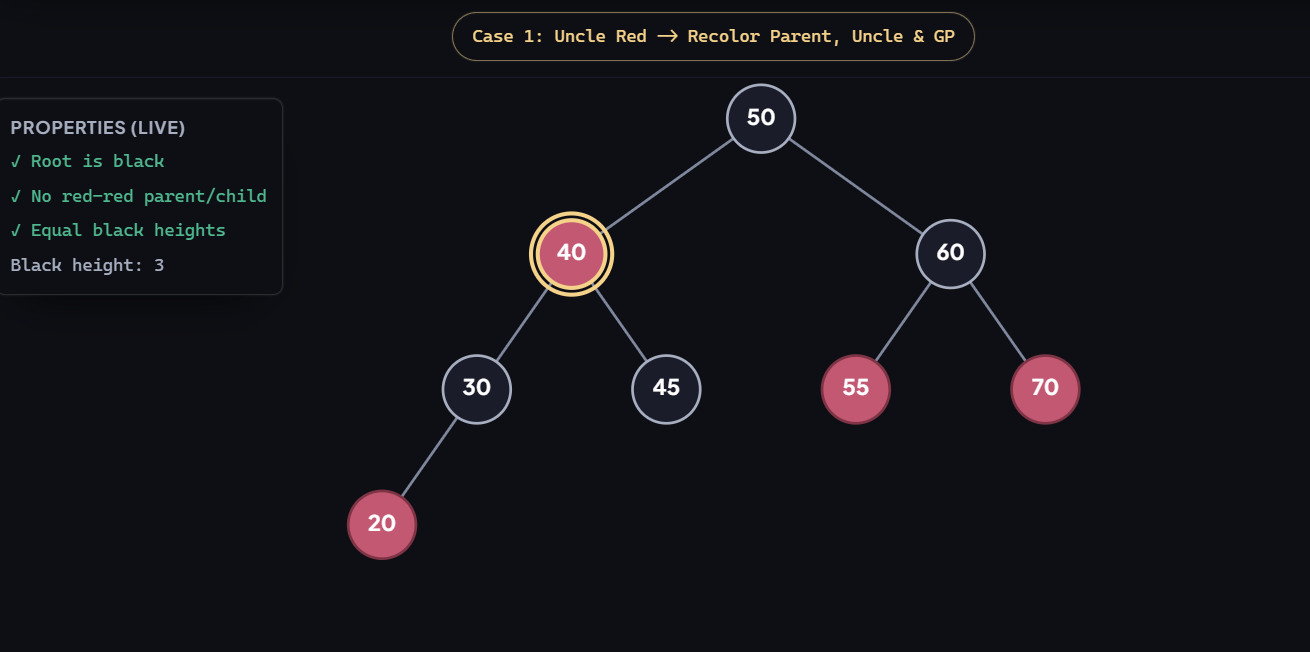 Case 1: Uncle Red → Recolor Parent, Uncle & GP
PROPERTIES (LIVE)
✓ Root is black
✓ No red-red parent/child
✓ Equal black heights
Black height: 3
50
40
60
30
45
55
70
20